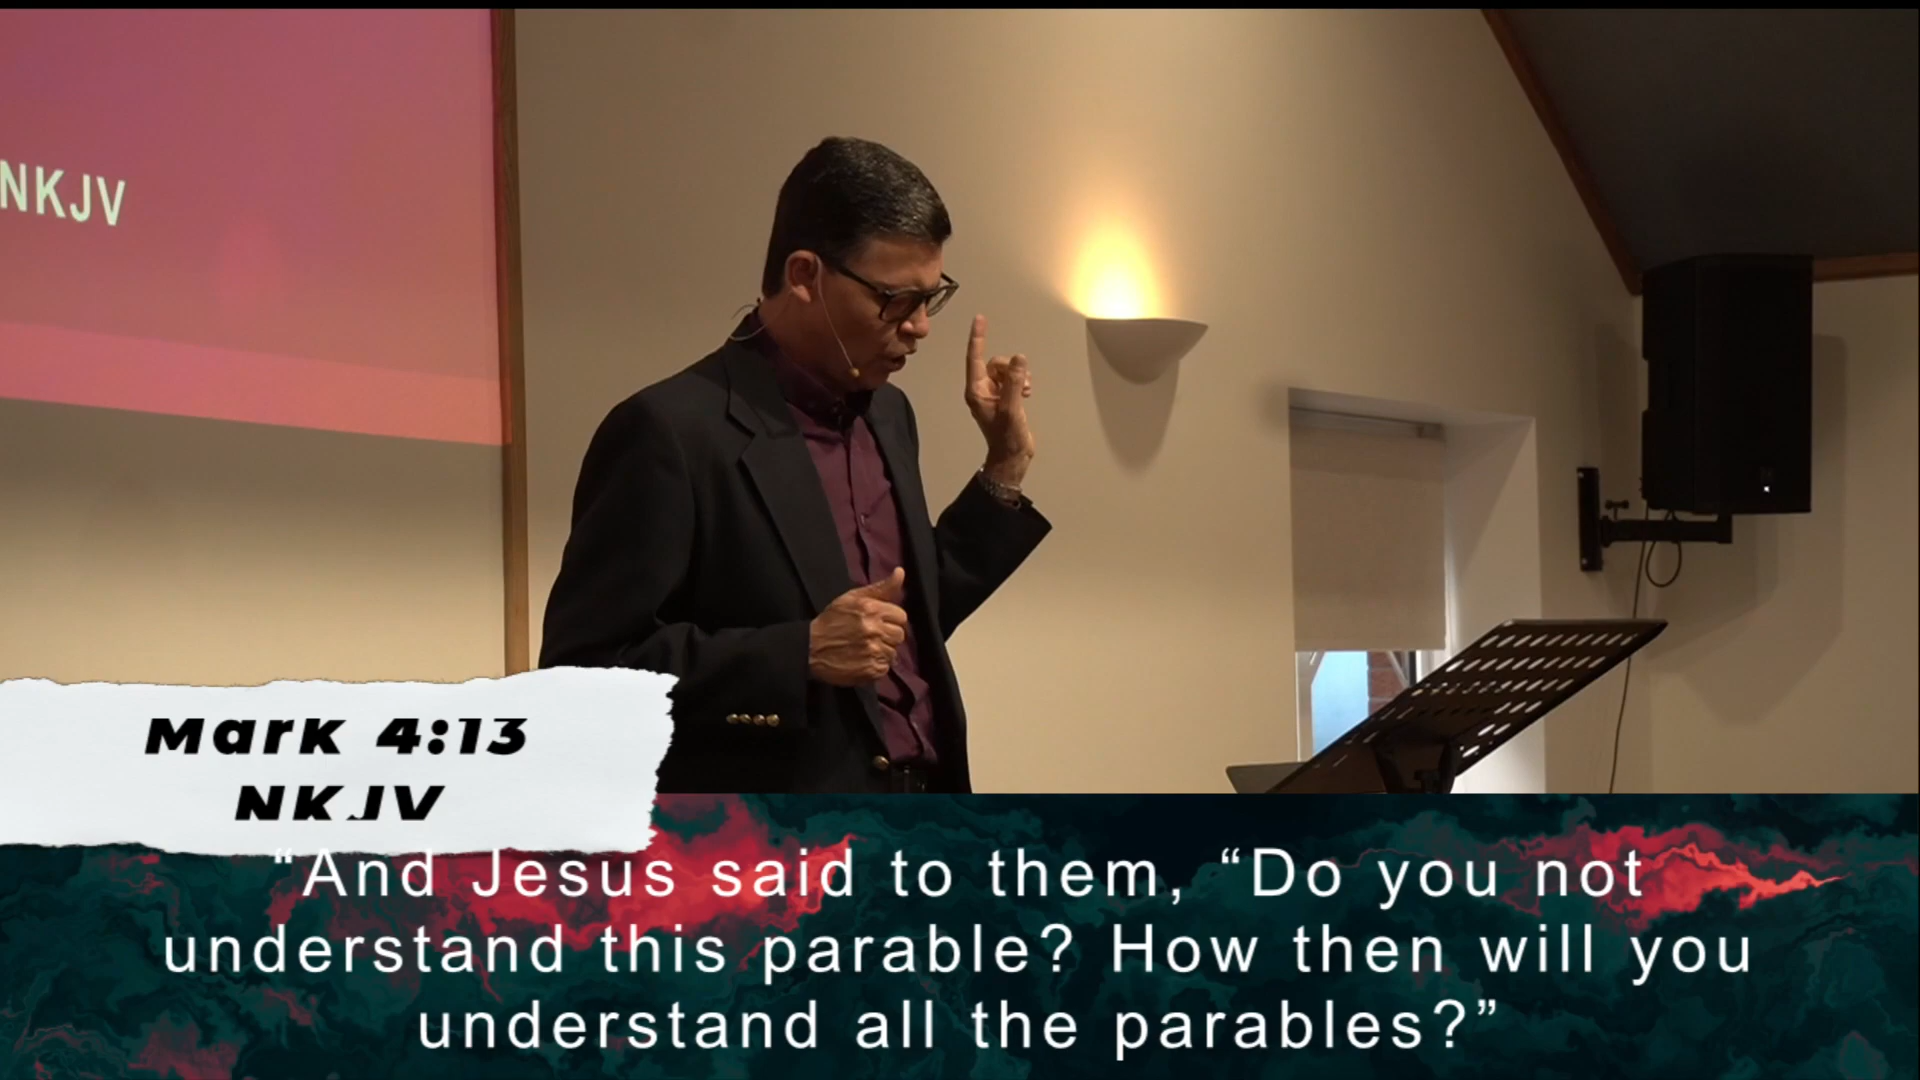 NKJV
Mark 4:13
NKJV
“And Jesus said to them, “Do you not
understand this parable? How then will you
understand all the parables?”